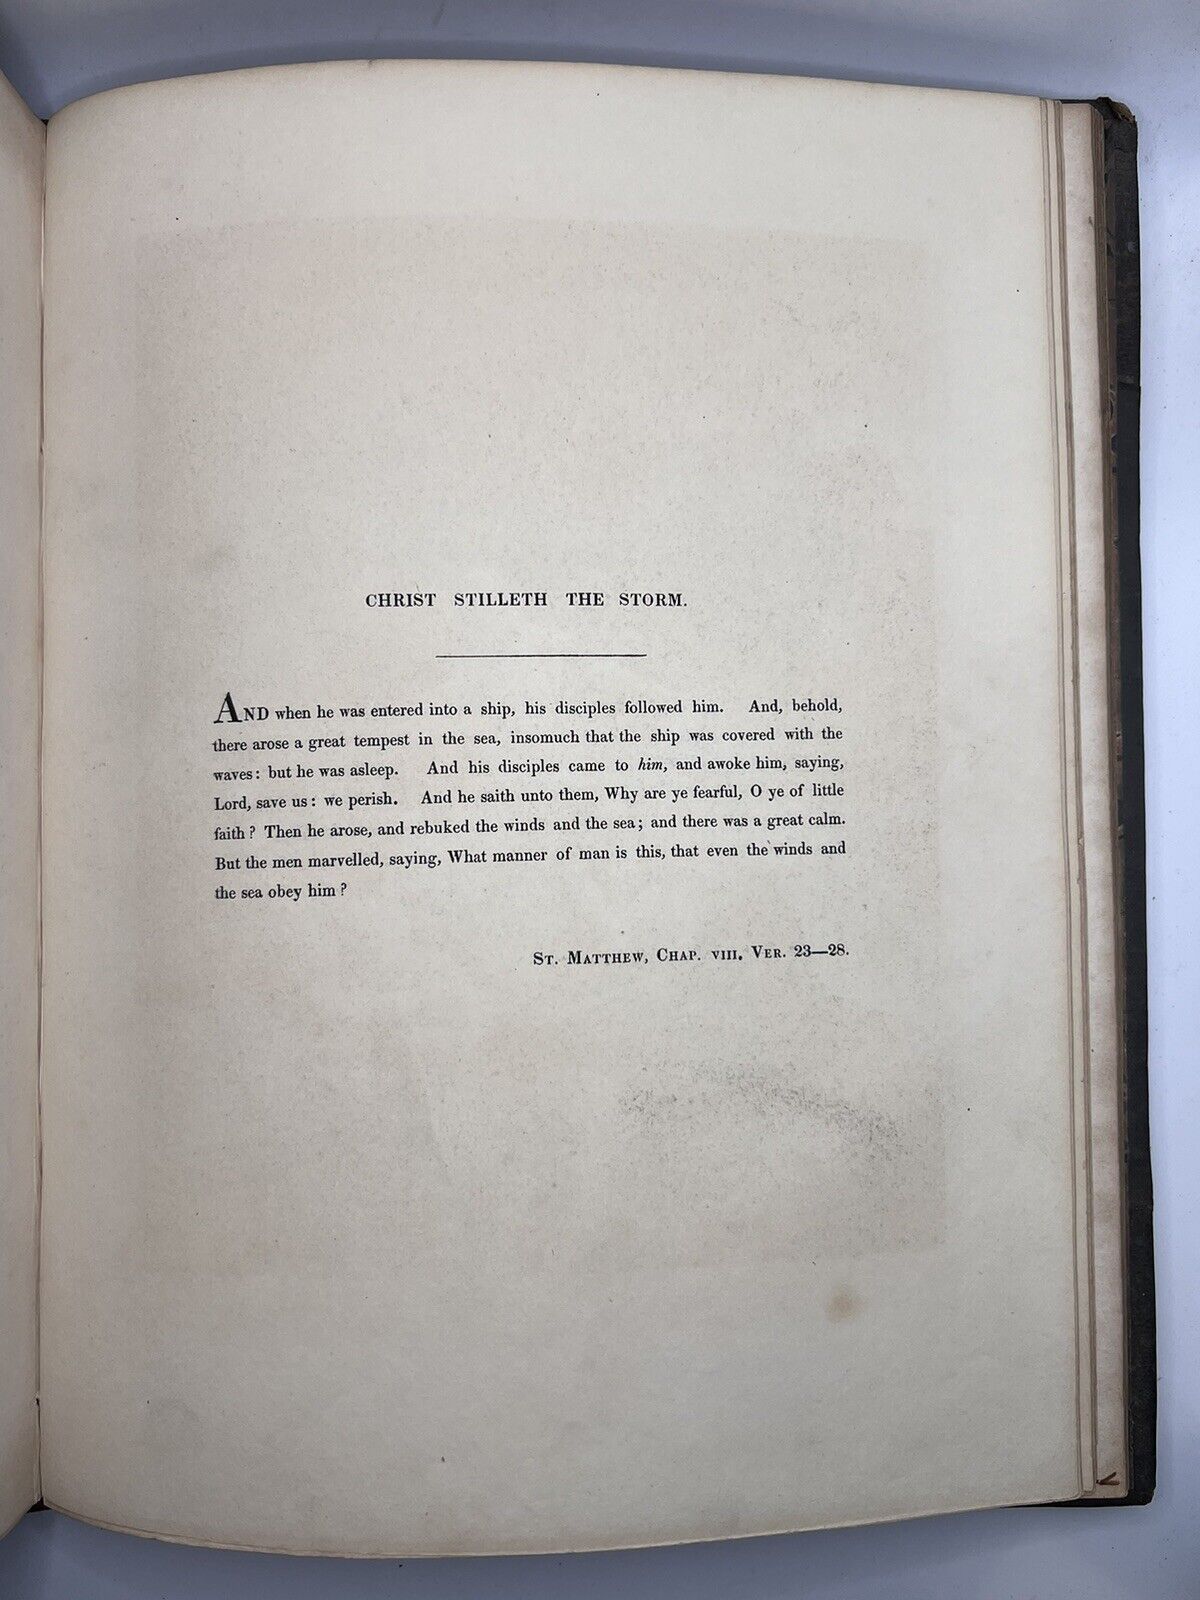 CHRIST STILLETH THE STORM.
AND when he was entered into a ship, his disciples followed him. And, behold,
there arose a great tempest in the sea, insomuch that the ship was covered with the
waves: but he was asleep. And his disciples came to him, and awoke him, saying,
Lord, save us: we perish. And he saith unto them, Why are ye fearful, O ye of little
faith? Then he arose, and rebuked the winds and the sea; and there was a great calm.
But the men marvelled, saying, What manner of man is this, that even the winds and
the sea obey him?
ST. MATTHEW, CHAP. VIII. VER. 23—28.